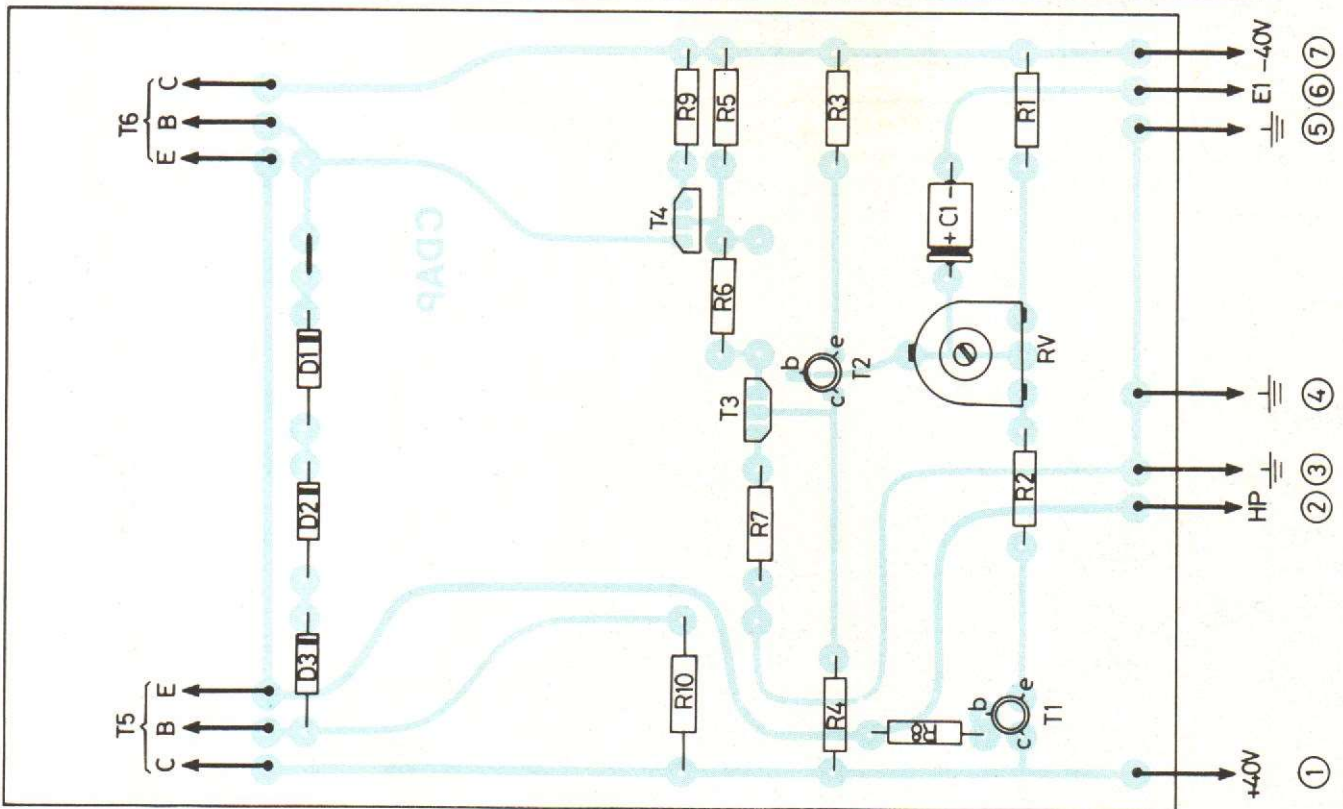 T6
C
B
E
T5
E
B
C
CDAP
D1
D2
D3
R9
R5
R3
R1
T4
R6
+ C1 -
T3
b
e
c
T2
RV
R7
R2
R10
R4
R8
b
e
c
T1
-40V ⑦
E1 ⑥
⑤
④
③
HP ②
+40V ①